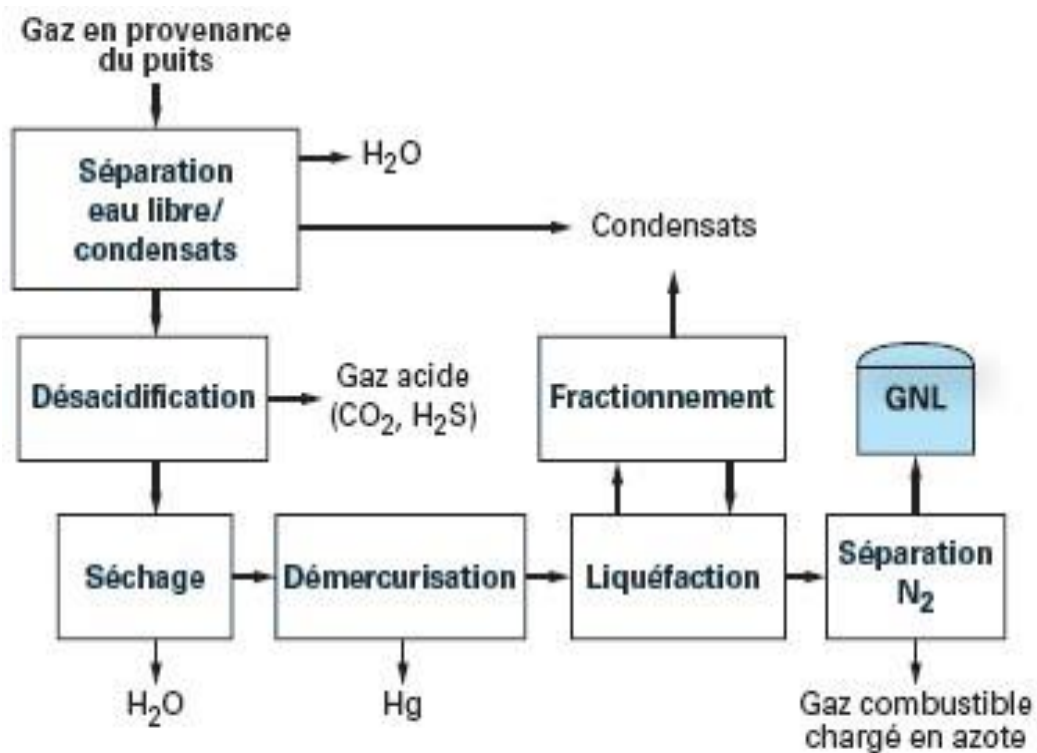 Gaz en provenance
du puits
Séparation
eau libre/
condensats
H₂O
Condensats
Désacidification
Gaz acide
(CO₂, H₂S)
Fractionnement
GNL
Séchage
Démercurisation
Liquéfaction
Séparation
N₂
H₂O
Hg
Gaz combustible
chargé en azote